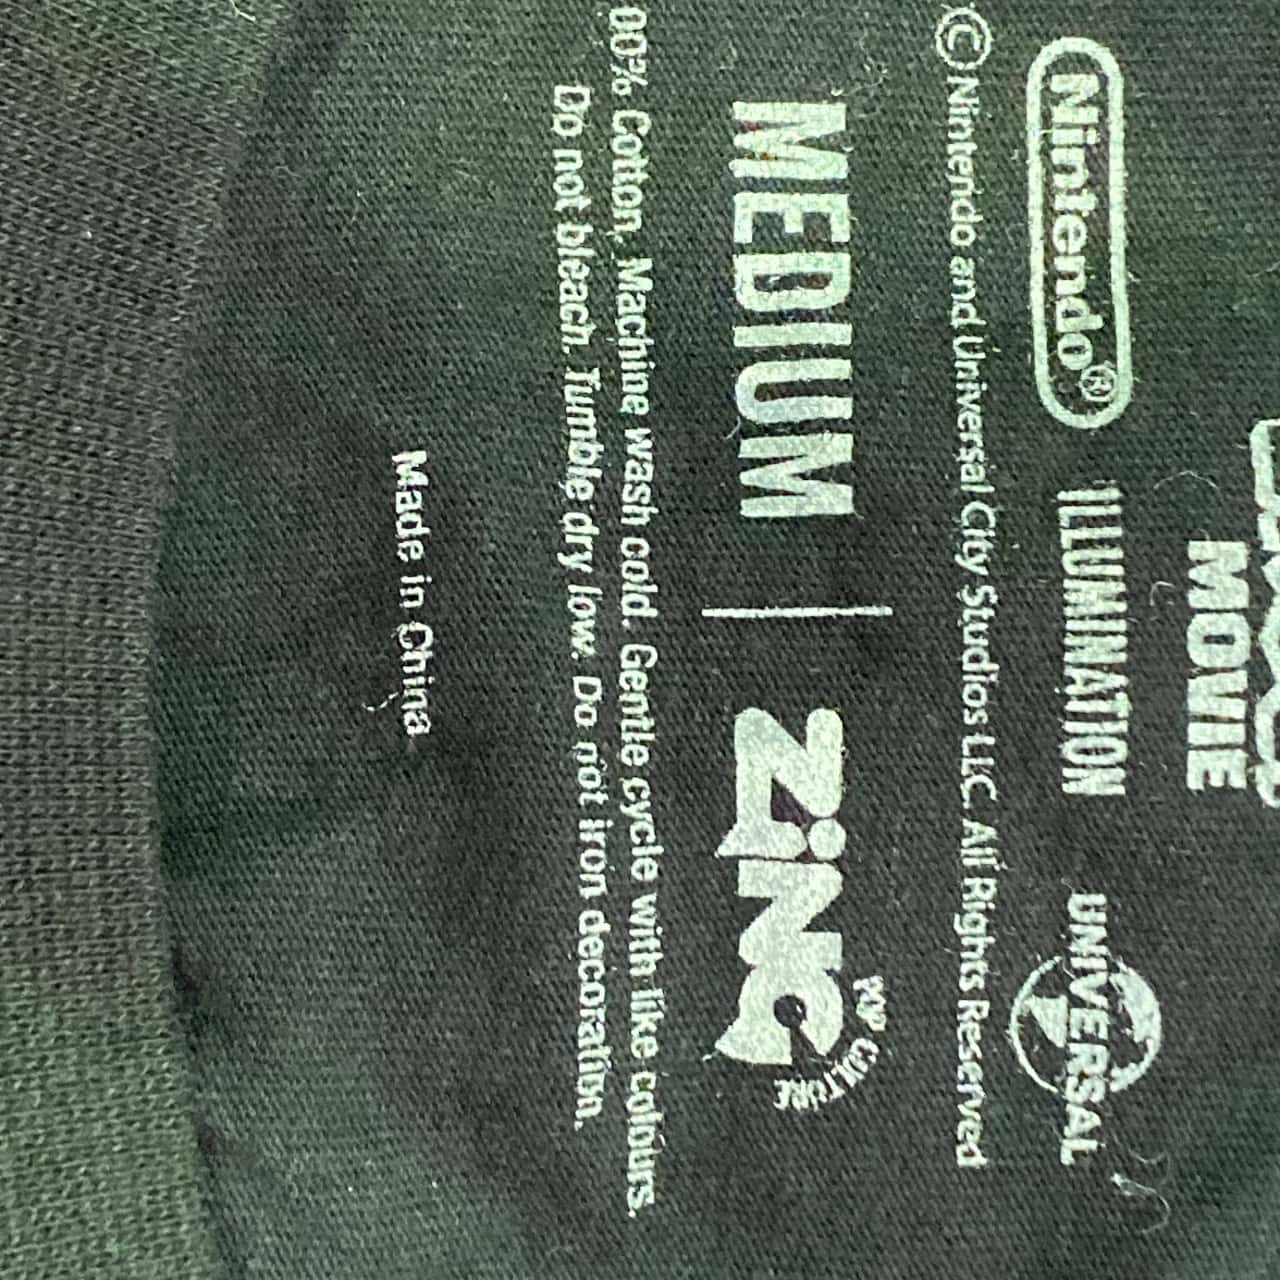 MOVIE
Nintendo® ILLUMINATION UNIVERSAL
© Nintendo and Universal City Studios LLC. All Rights Reserved
MEDIUM | ZiNG POP CULTURE
00% Cotton. Machine wash cold. Gentle cycle with like colours.
Do not bleach. Tumble dry low. Do not iron decoration.
Made in China